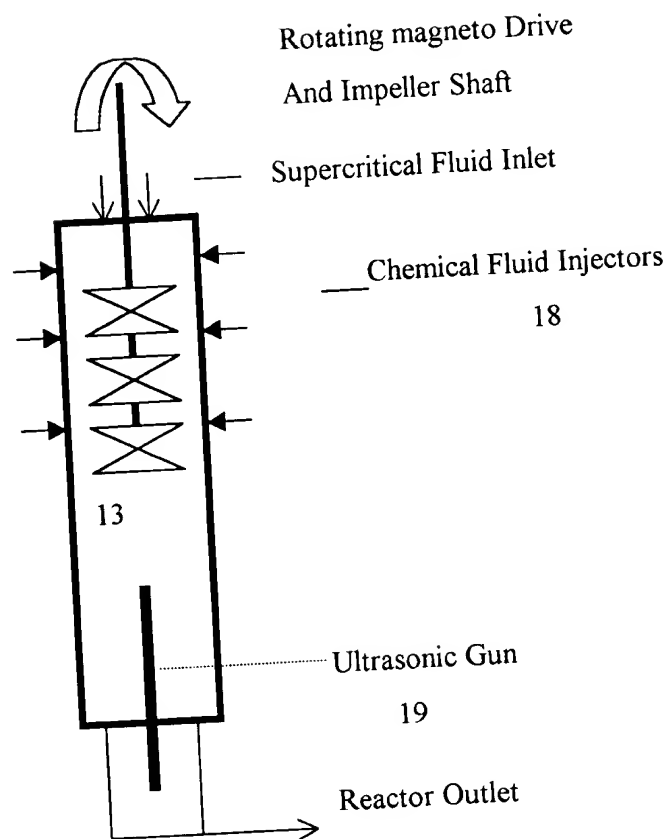 Rotating magneto Drive
And Impeller Shaft
Supercritical Fluid Inlet
Chemical Fluid Injectors
18
13
Ultrasonic Gun
19
Reactor Outlet